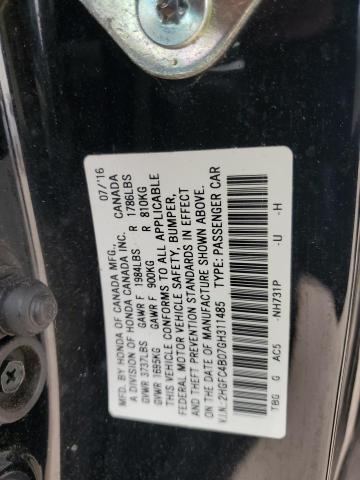 MFD. BY HONDA OF CANADA MFG., 07/'16
A DIVISION OF HONDA CANADA INC. CANADA
GVWR 3737LBS GAWR F 1984LBS R 1786LBS
GVWR 1695KG GAWR F 900KG R 810KG
THIS VEHICLE CONFORMS TO ALL APPLICABLE
FEDERAL MOTOR VEHICLE SAFETY, BUMPER,
AND THEFT PREVENTION STANDARDS IN EFFECT
ON THE DATE OF MANUFACTURE SHOWN ABOVE.
V.I.N.:2HGFC4B07GH311485 TYPE: PASSENGER CAR
TBG G AC5 -NH731P -U -H